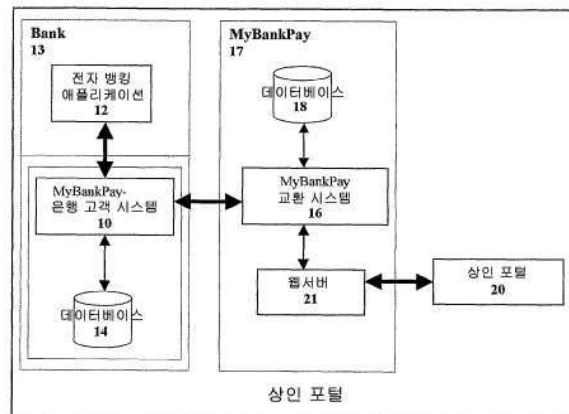 Bank
13
전자 뱅킹
애플리케이션
12
MyBankPay-
은행 고객 시스템
10
데이터베이스
14
MyBankPay
17
데이터베이스
18
MyBankPay
교환 시스템
16
웹서버
21
상인 포털
20
상인 포털